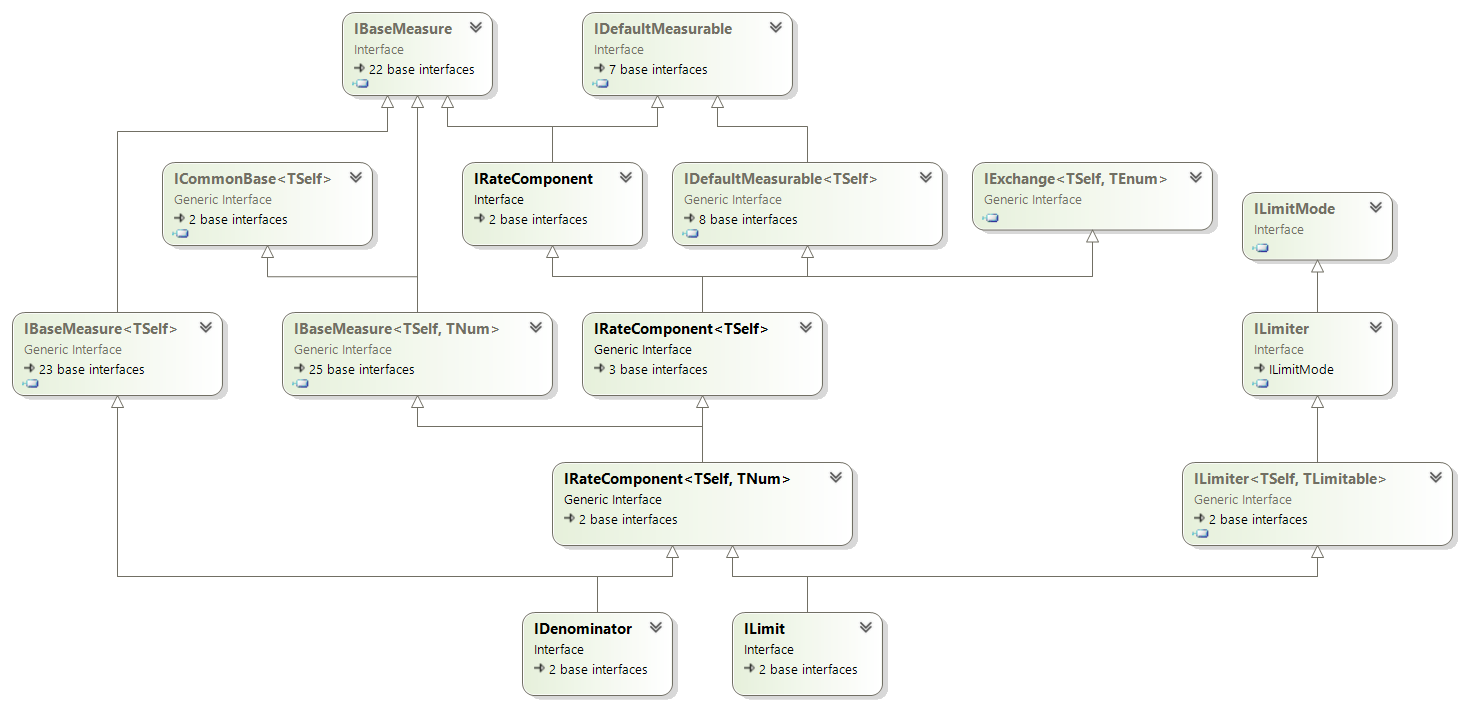 IBaseMeasure
Interface
22 base interfaces
IDefaultMeasurable
Interface
7 base interfaces
ICommonBase<TSelf>
Generic Interface
2 base interfaces
IRateComponent
Interface
2 base interfaces
IDefaultMeasurable<TSelf>
Generic Interface
8 base interfaces
IExchange<TSelf, TEnum>
Generic Interface
ILimitMode
Interface
IBaseMeasure<TSelf>
Generic Interface
23 base interfaces
IBaseMeasure<TSelf, TNum>
Generic Interface
25 base interfaces
IRateComponent<TSelf>
Generic Interface
3 base interfaces
ILimiter
Interface
ILimitMode
IRateComponent<TSelf, TNum>
Generic Interface
2 base interfaces
ILimiter<TSelf, TLimitable>
Generic Interface
2 base interfaces
IDenominator
Interface
2 base interfaces
ILimit
Interface
2 base interfaces